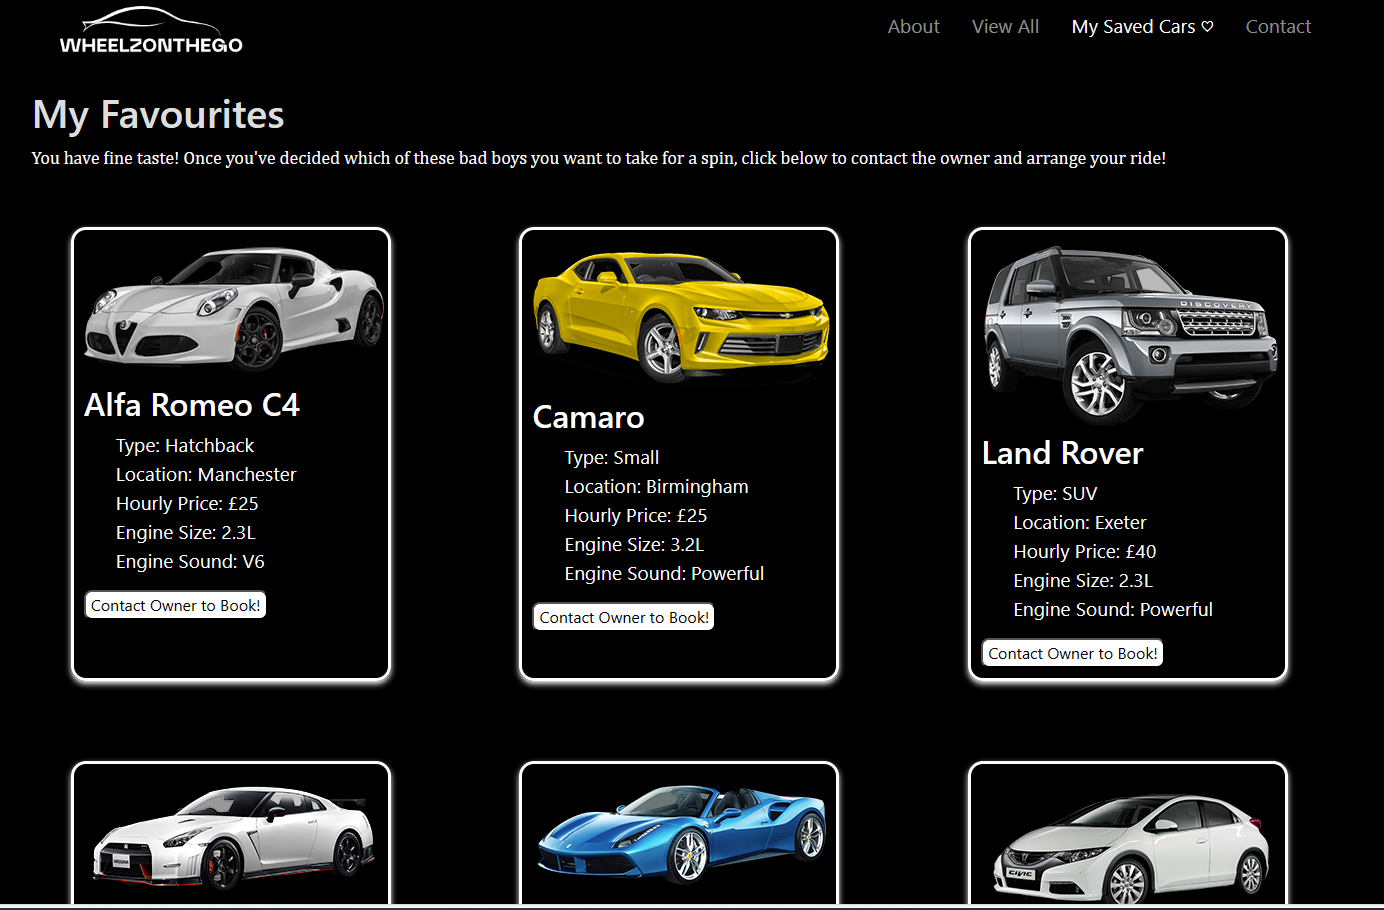 WHEELZONTHEGO
About
View All
My Saved Cars ♡
Contact
My Favourites
You have fine taste! Once you've decided which of these bad boys you want to take for a spin, click below to contact the owner and arrange your ride!
Alfa Romeo C4
Type: Hatchback
Location: Manchester
Hourly Price: £25
Engine Size: 2.3L
Engine Sound: V6
Contact Owner to Book!
Camaro
Type: Small
Location: Birmingham
Hourly Price: £25
Engine Size: 3.2L
Engine Sound: Powerful
Contact Owner to Book!
DISCOVERY
Land Rover
Type: SUV
Location: Exeter
Hourly Price: £40
Engine Size: 2.3L
Engine Sound: Powerful
Contact Owner to Book!
CIVIC